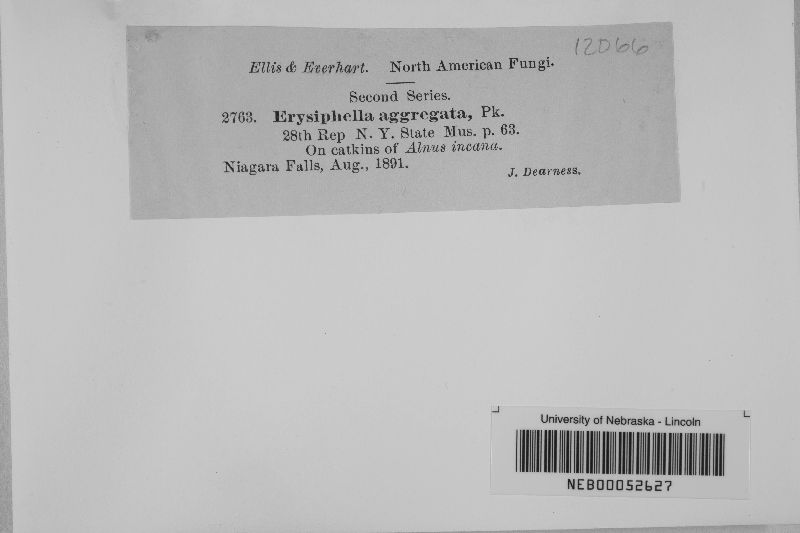 12066
Ellis & Everhart. North American Fungi.
Second Series.
2763. Erysiphella aggregata, Pk.
28th Rep N. Y. State Mus. p. 63.
On catkins of Alnus incana.
Niagara Falls, Aug., 1891.
J. Dearness.
University of Nebraska - Lincoln
NEB00052627